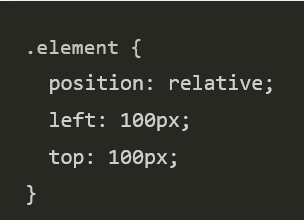 .element {
  position: relative;
  left: 100px;
  top: 100px;
}